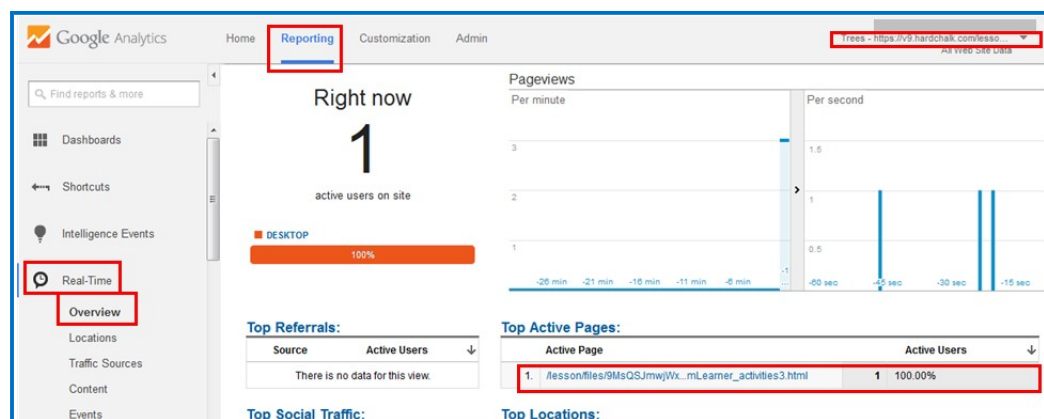 Google Analytics
Home Reporting Customization Admin
Trees - https://v9.hardchalk.com/lesso...
All Web Site Data
Find reports & more
Dashboards
Shortcuts
Intelligence Events
Real-Time
Overview
Locations
Traffic Sources
Content
Events
Right now
1
active users on site
DESKTOP
100%
Pageviews
Per minute
3
2
1
-26 min -21 min -16 min -11 min -6 min -1
...
Per second
1.5
1
0.5
-60 sec -45 sec -30 sec -15 sec
Top Referrals:
Source Active Users
There is no data for this view.
Top Active Pages:
Active Page Active Users
1. /lesson/files/9MsQSJmwjWx...mLearner_activities3.html 1 100.00%
Top Social Traffic:
Top Locations: